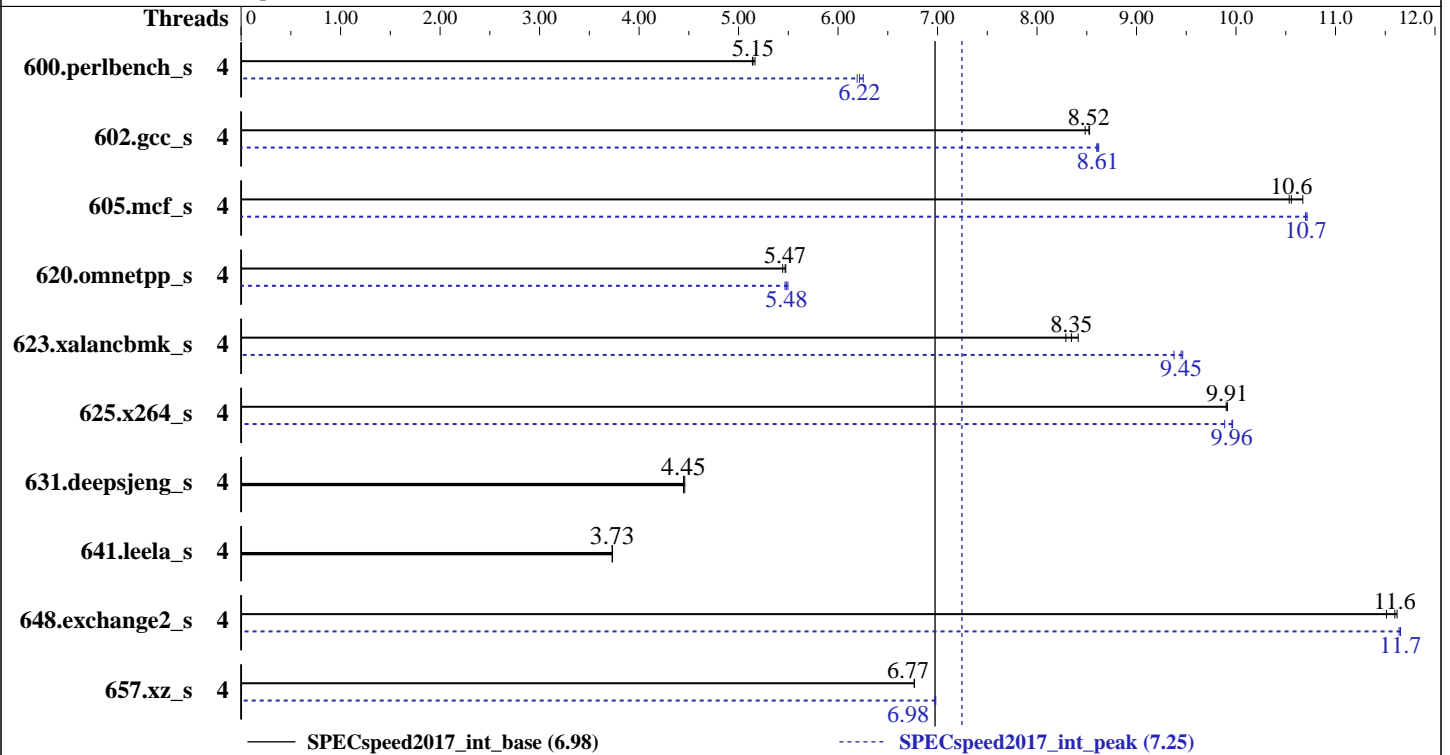 Threads 0 1.00 2.00 3.00 4.00 5.00 6.00 7.00 8.00 9.00 10.0 11.0 12.0
5.15
600.perlbench_s 4
6.22
8.52
602.gcc_s 4
8.61
10.6
605.mcf_s 4
10.7
5.47
620.omnetpp_s 4
5.48
8.35
623.xalancbmk_s 4
9.45
9.91
625.x264_s 4
9.96
4.45
631.deepsjeng_s 4
3.73
641.leela_s 4
11.6
648.exchange2_s 4
11.7
6.77
657.xz_s 4
6.98
SPECspeed2017_int_base (6.98) SPECspeed2017_int_peak (7.25)